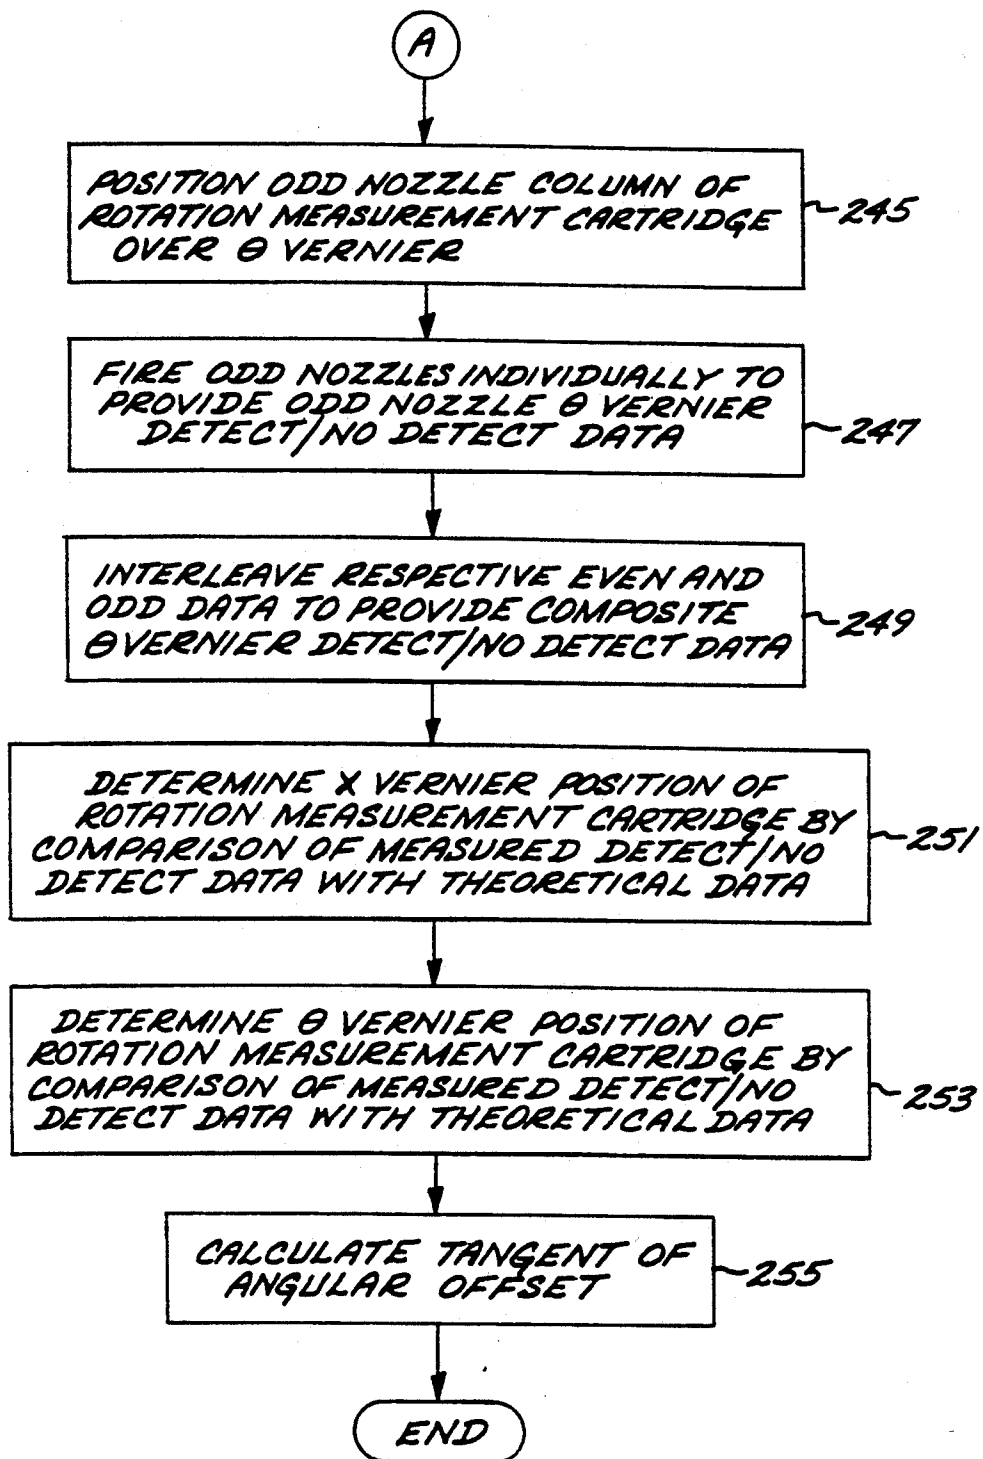 A
POSITION ODD NOZZLE COLUMN OF
ROTATION MEASUREMENT CARTRIDGE
OVER θ VERNIER
245
FIRE ODD NOZZLES INDIVIDUALLY TO
PROVIDE ODD NOZZLE θ VERNIER
DETECT/NO DETECT DATA
247
INTERLEAVE RESPECTIVE EVEN AND
ODD DATA TO PROVIDE COMPOSITE
θ VERNIER DETECT/NO DETECT DATA
249
DETERMINE X VERNIER POSITION OF
ROTATION MEASUREMENT CARTRIDGE BY
COMPARISON OF MEASURED DETECT/NO
DETECT DATA WITH THEORETICAL DATA
251
DETERMINE θ VERNIER POSITION OF
ROTATION MEASUREMENT CARTRIDGE BY
COMPARISON OF MEASURED DETECT/NO
DETECT DATA WITH THEORETICAL DATA
253
CALCULATE TANGENT OF
ANGULAR OFFSET
255
END